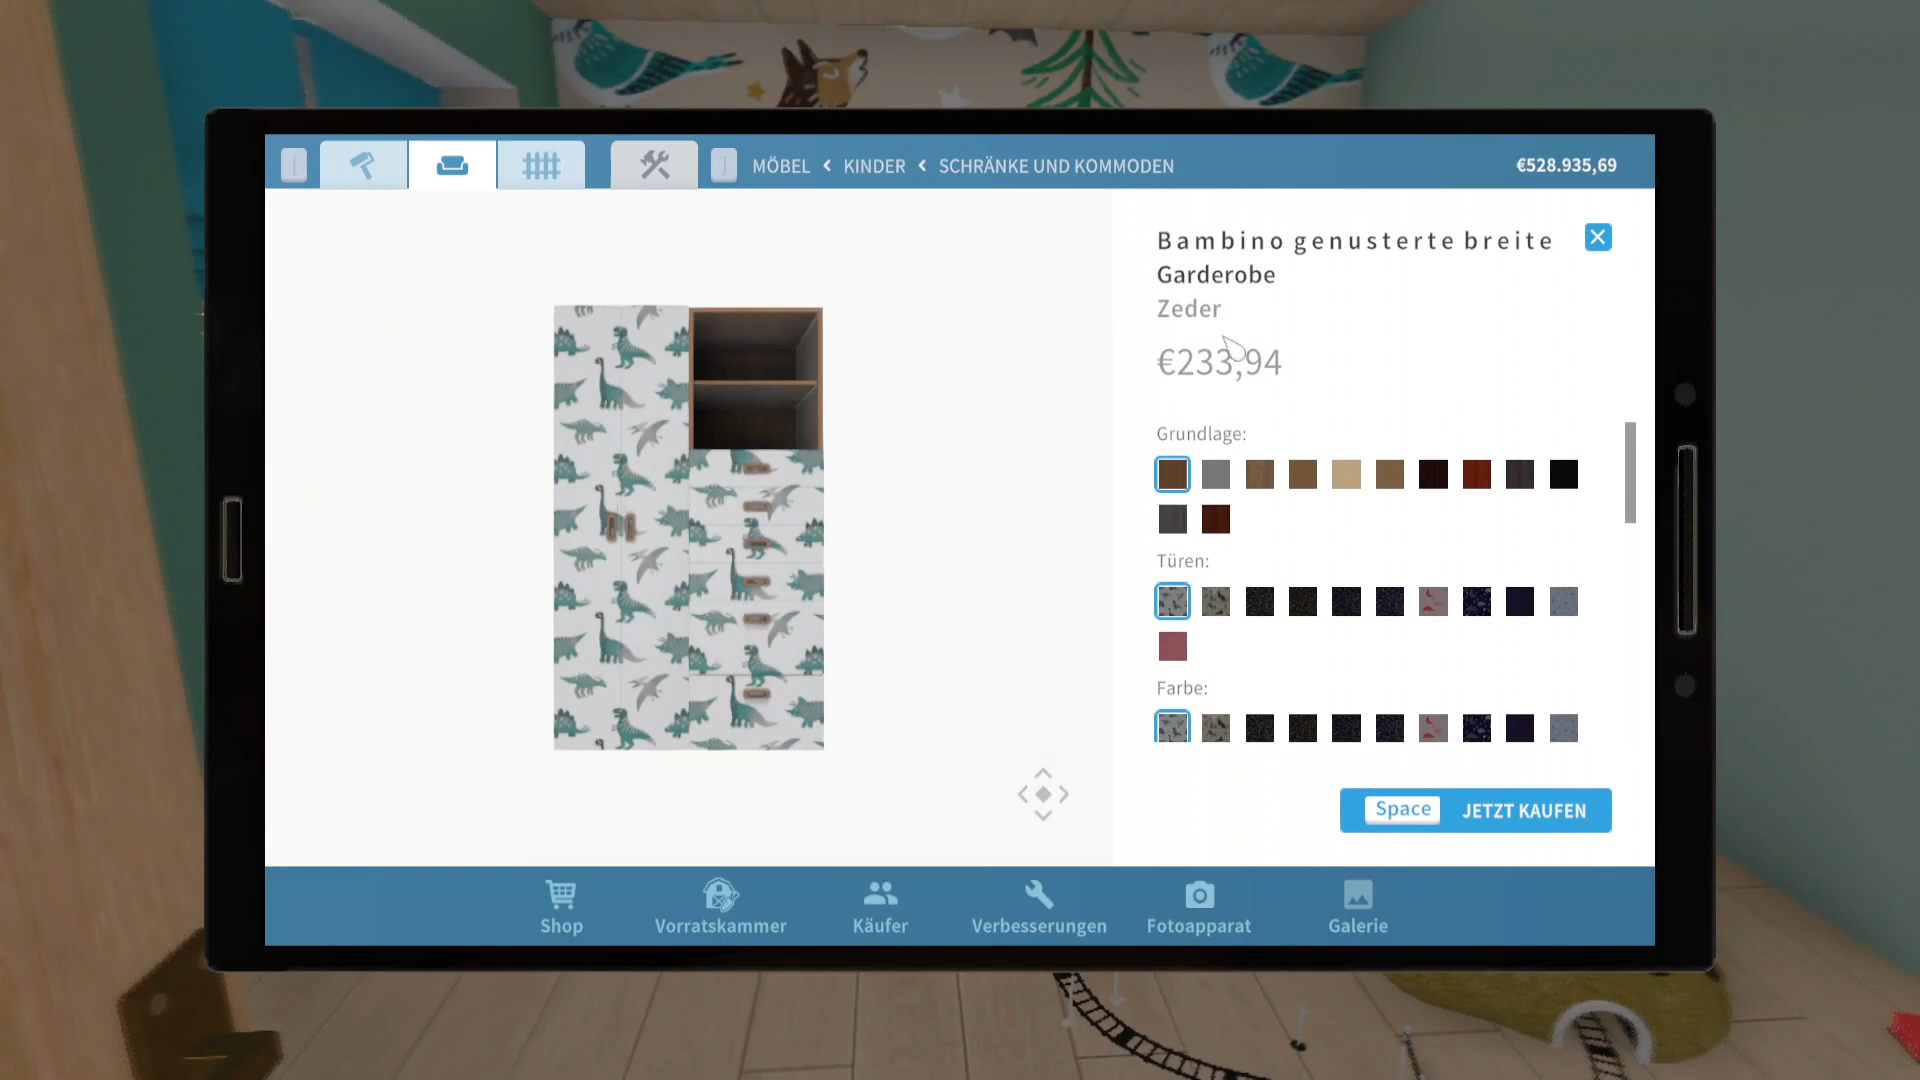 MÖBEL < KINDER < SCHRÄNKE UND KOMMODEN
€528.935,69
Bambino genusterte breite
Garderobe
Zeder
€233,94
Grundlage:
Türen:
Farbe:
Space JETZT KAUFEN
Shop
Vorratskammer
Käufer
Verbesserungen
Fotoapparat
Galerie